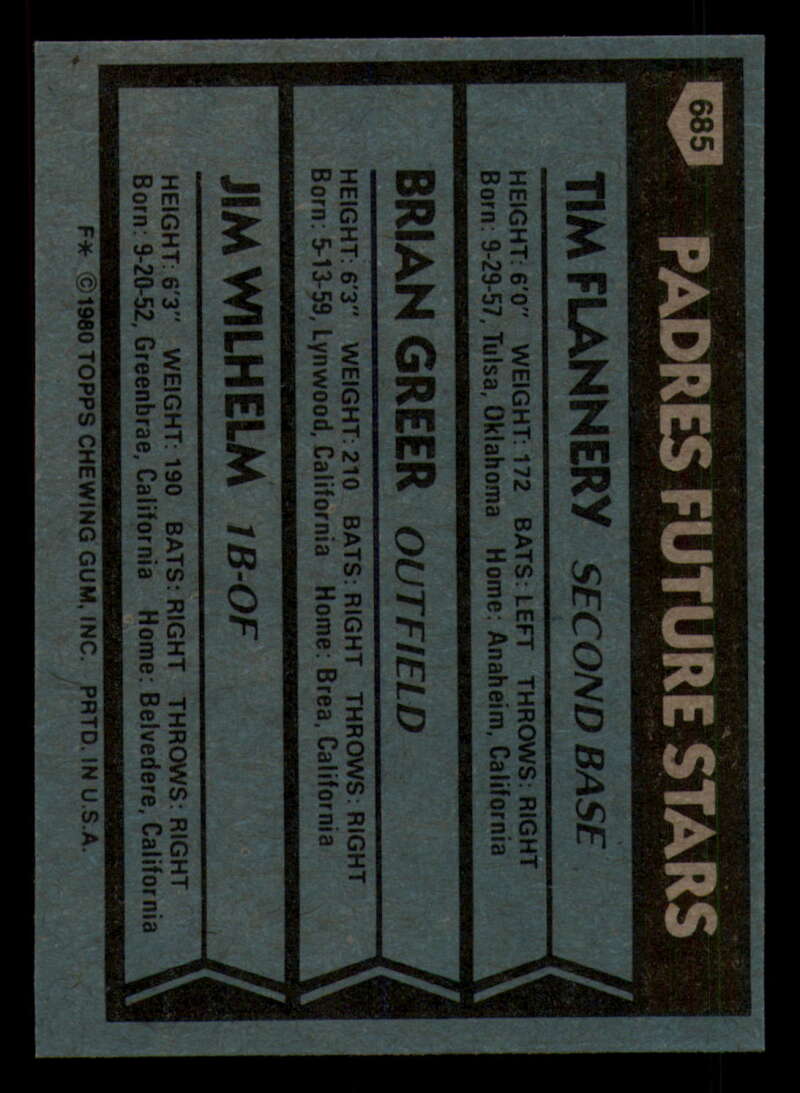 685
PADRES FUTURE STARS
TIM FLANNERY SECOND BASE
HEIGHT: 6'0" WEIGHT: 172 BATS: LEFT THROWS: RIGHT
Born: 9-29-57, Tulsa, Oklahoma Home: Anaheim, California
BRIAN GREER OUTFIELD
HEIGHT: 6'3" WEIGHT: 210 BATS: RIGHT THROWS: RIGHT
Born: 5-13-59, Lynwood, California Home: Brea, California
JIM WILHELM 1B-OF
HEIGHT: 6'3" WEIGHT: 190 BATS: RIGHT THROWS: RIGHT
Born: 9-20-52, Greenbrae, California Home: Belvedere, California
F* ©1980 TOPPS CHEWING GUM, INC. PRTD. IN U.S.A.